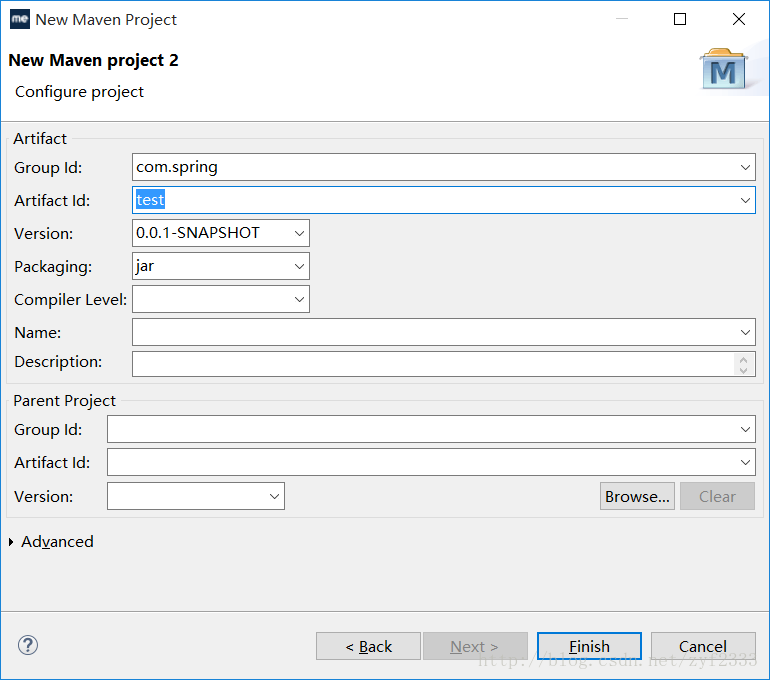 me New Maven Project
New Maven project 2
Configure project
M
Artifact
Group Id: com.spring
Artifact Id: test
Version: 0.0.1-SNAPSHOT
Packaging: jar
Compiler Level:
Name:
Description:
Parent Project
Group Id:
Artifact Id:
Version: Browse... Clear
Advanced
? < Back Next > Finish Cancel
http://blog.csdn.net/zyf2333